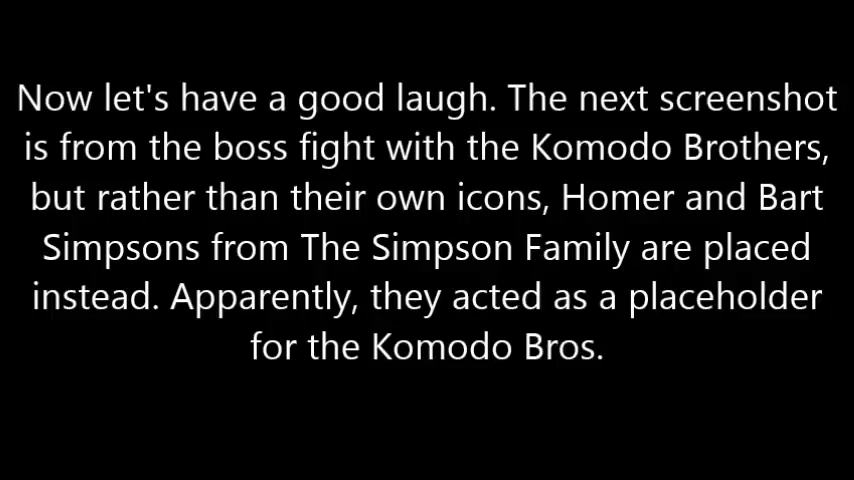 Now let's have a good laugh. The next screenshot
is from the boss fight with the Komodo Brothers,
but rather than their own icons, Homer and Bart
Simpsons from The Simpson Family are placed
instead. Apparently, they acted as a placeholder
for the Komodo Bros.